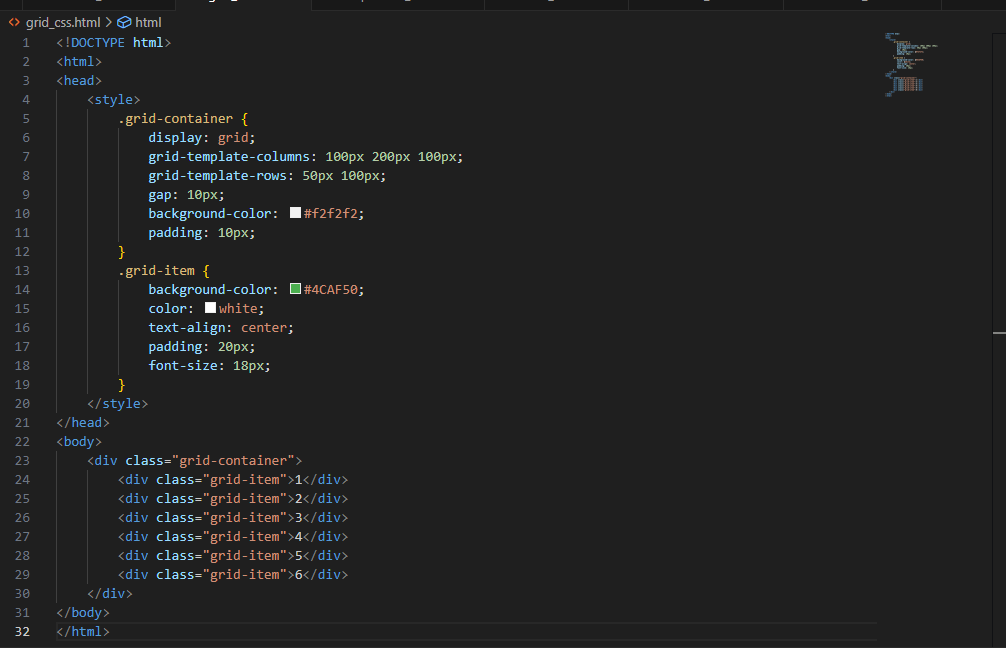 grid_css.html > html
1 <!DOCTYPE html>
2 <html>
3 <head>
4     <style>
5         .grid-container {
6             display: grid;
7             grid-template-columns: 100px 200px 100px;
8             grid-template-rows: 50px 100px;
9             gap: 10px;
10             background-color: #f2f2f2;
11             padding: 10px;
12         }
13         .grid-item {
14             background-color: #4CAF50;
15             color: white;
16             text-align: center;
17             padding: 20px;
18             font-size: 18px;
19         }
20     </style>
21 </head>
22 <body>
23     <div class="grid-container">
24         <div class="grid-item">1</div>
25         <div class="grid-item">2</div>
26         <div class="grid-item">3</div>
27         <div class="grid-item">4</div>
28         <div class="grid-item">5</div>
29         <div class="grid-item">6</div>
30     </div>
31 </body>
32 </html>